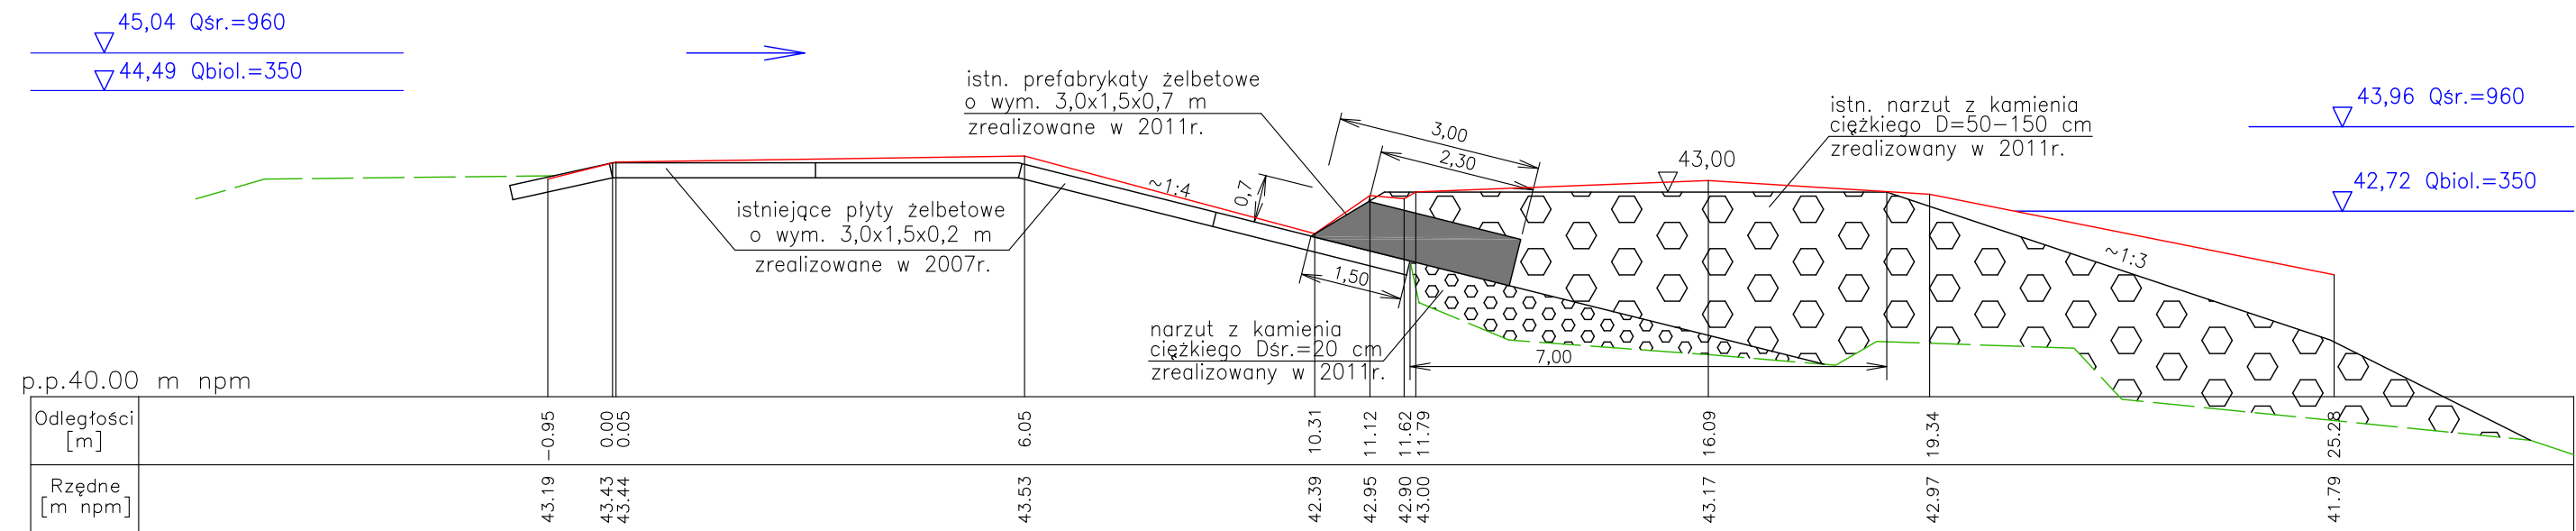 45,04 Qśr.=960
44,49 Qbiol.=350
istn. prefabrykaty żelbetowe
o wym. 3,0x1,5x0,7 m
zrealizowane w 2011r.
3,00
2,30
43,00
istn. narzut z kamienia
ciężkiego D=50-150 cm
zrealizowany w 2011r.
43,96 Qśr.=960
42,72 Qbiol.=350
~1:4
0,7
istniejące płyty żelbetowe
o wym. 3,0x1,5x0,2 m
zrealizowane w 2007r.
1,50
~1:3
narzut z kamienia
ciężkiego Dśr.=20 cm
zrealizowany w 2011r.
7,00
p.p.40.00 m npm
Odległości
[m]
-0.95
0.00
0.05
6.05
10.31
11.12
11.62
11.79
16.09
19.34
25.28
Rzędne
[m npm]
43.19
43.43
43.44
43.53
42.39
42.95
42.90
43.00
43.17
42.97
41.79